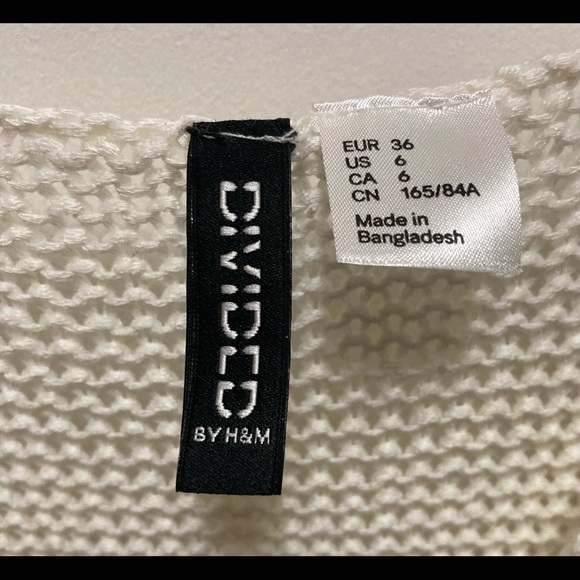 DIVIDED
BY H&M
EUR 36
US 6
CA 6
CN 165/84A
Made in
Bangladesh